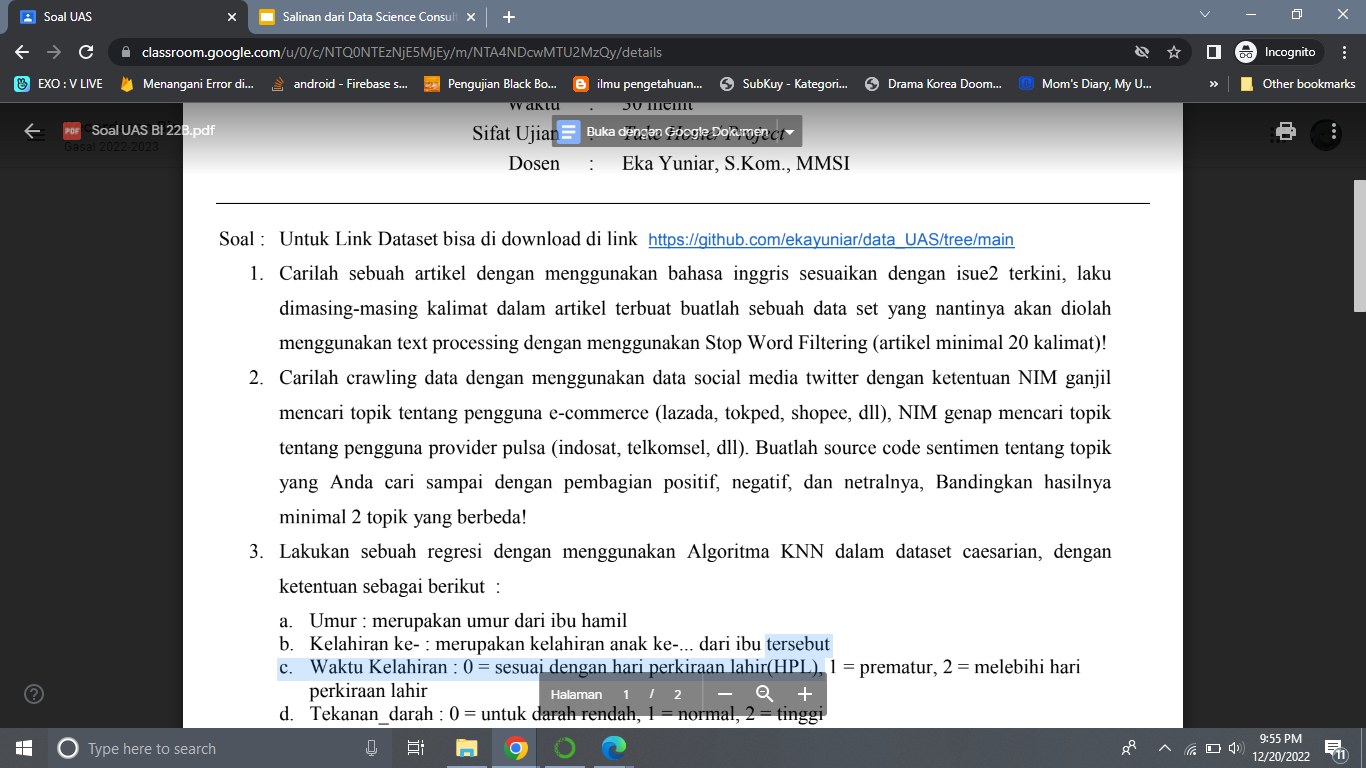 Soal UAS
Salinan dari Data Science Consult
classroom.google.com/u/0/c/NTQ0NTEzNjE5MjEy/m/NTA4NDcwMTU2MzQy/details
Incognito
EXO : V LIVE
Menangani Error di...
android - Firebase s...
Pengujian Black Bo...
ilmu pengetahuan...
SubKuy - Kategori...
Drama Korea Doom...
Mom's Diary, My U...
»
Other bookmarks
Waktu : 30 menit
PDF Soal UAS BI 22B.pdf
Gasal 2022-2023
Sifat Ujian
Buka dengan Google Dokumen
Dosen : Eka Yuniar, S.Kom., MMSI
Soal : Untuk Link Dataset bisa di download di link https://github.com/ekayuniar/data_UAS/tree/main
1. Carilah sebuah artikel dengan menggunakan bahasa inggris sesuaikan dengan isue2 terkini, laku
dimasing-masing kalimat dalam artikel terbuat buatlah sebuah data set yang nantinya akan diolah
menggunakan text processing dengan menggunakan Stop Word Filtering (artikel minimal 20 kalimat)!
2. Carilah crawling data dengan menggunakan data social media twitter dengan ketentuan NIM ganjil
mencari topik tentang pengguna e-commerce (lazada, tokped, shopee, dll), NIM genap mencari topik
tentang pengguna provider pulsa (indosat, telkomsel, dll). Buatlah source code sentimen tentang topik
yang Anda cari sampai dengan pembagian positif, negatif, dan netralnya, Bandingkan hasilnya
minimal 2 topik yang berbeda!
3. Lakukan sebuah regresi dengan menggunakan Algoritma KNN dalam dataset caesarian, dengan
ketentuan sebagai berikut :
a. Umur : merupakan umur dari ibu hamil
b. Kelahiran ke- : merupakan kelahiran anak ke-... dari ibu tersebut
c. Waktu Kelahiran : 0 = sesuai dengan hari perkiraan lahir(HPL), 1 = prematur, 2 = melebihi hari
perkiraan lahir
Halaman 1 / 2
d. Tekanan_darah : 0 = untuk darah rendah, 1 = normal, 2 = tinggi
Type here to search
9:55 PM
12/20/2022
11